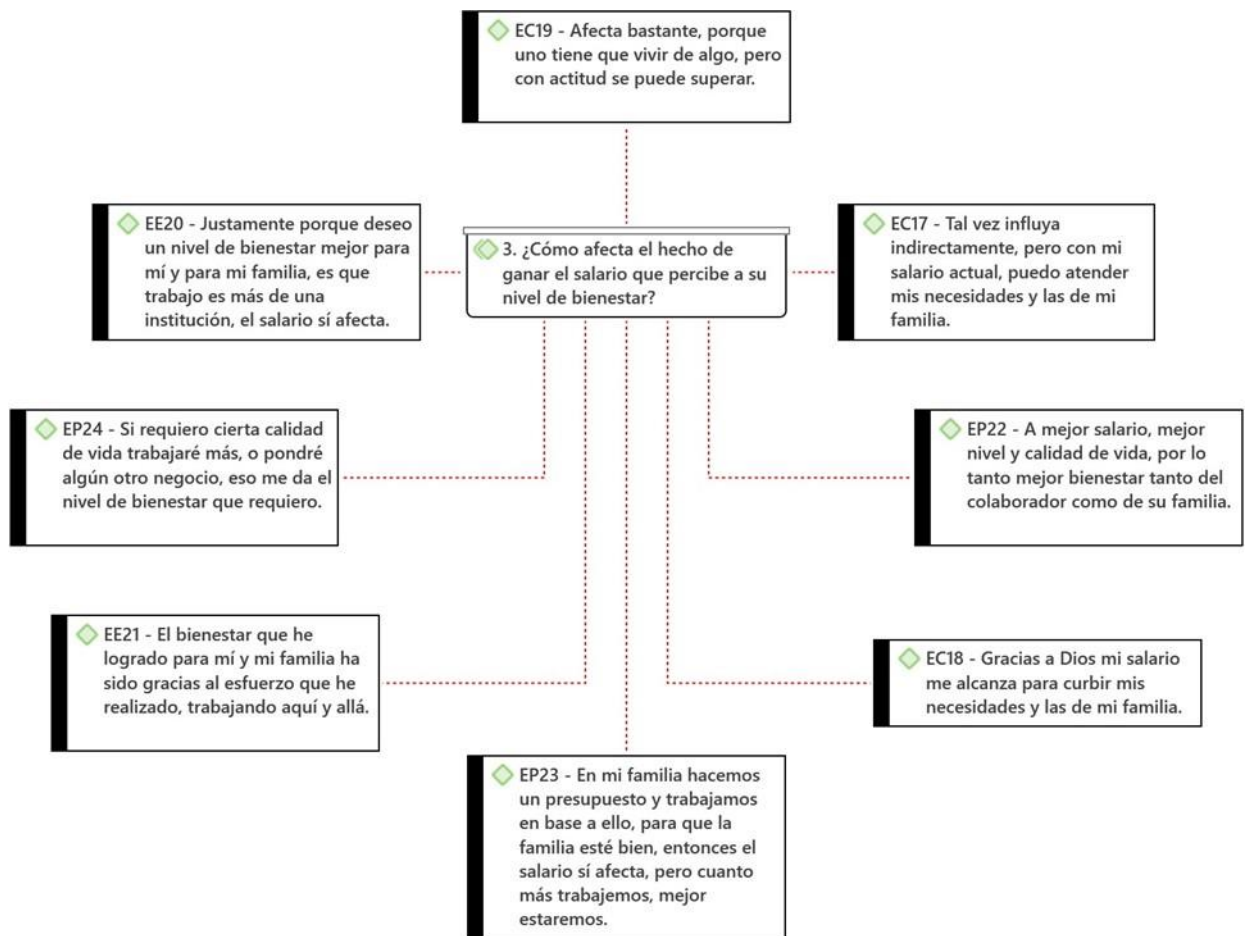 EC19 - Afecta bastante, porque
uno tiene que vivir de algo, pero
con actitud se puede superar.
EE20 - Justamente porque deseo
un nivel de bienestar mejor para
mí y para mi familia, es que
trabajo es más de una
institución, el salario sí afecta.
3. ¿Cómo afecta el hecho de
ganar el salario que percibe a su
nivel de bienestar?
EC17 - Tal vez influya
indirectamente, pero con mi
salario actual, puedo atender
mis necesidades y las de mi
familia.
EP24 - Si requiero cierta calidad
de vida trabajaré más, o pondré
algún otro negocio, eso me da el
nivel de bienestar que requiero.
EP22 - A mejor salario, mejor
nivel y calidad de vida, por lo
tanto mejor bienestar tanto del
colaborador como de su familia.
EE21 - El bienestar que he
logrado para mí y mi familia ha
sido gracias al esfuerzo que he
realizado, trabajando aquí y allá.
EC18 - Gracias a Dios mi salario
me alcanza para curbir mis
necesidades y las de mi familia.
EP23 - En mi familia hacemos
un presupuesto y trabajamos
en base a ello, para que la
familia esté bien, entonces el
salario sí afecta, pero cuanto
más trabajemos, mejor
estaremos.